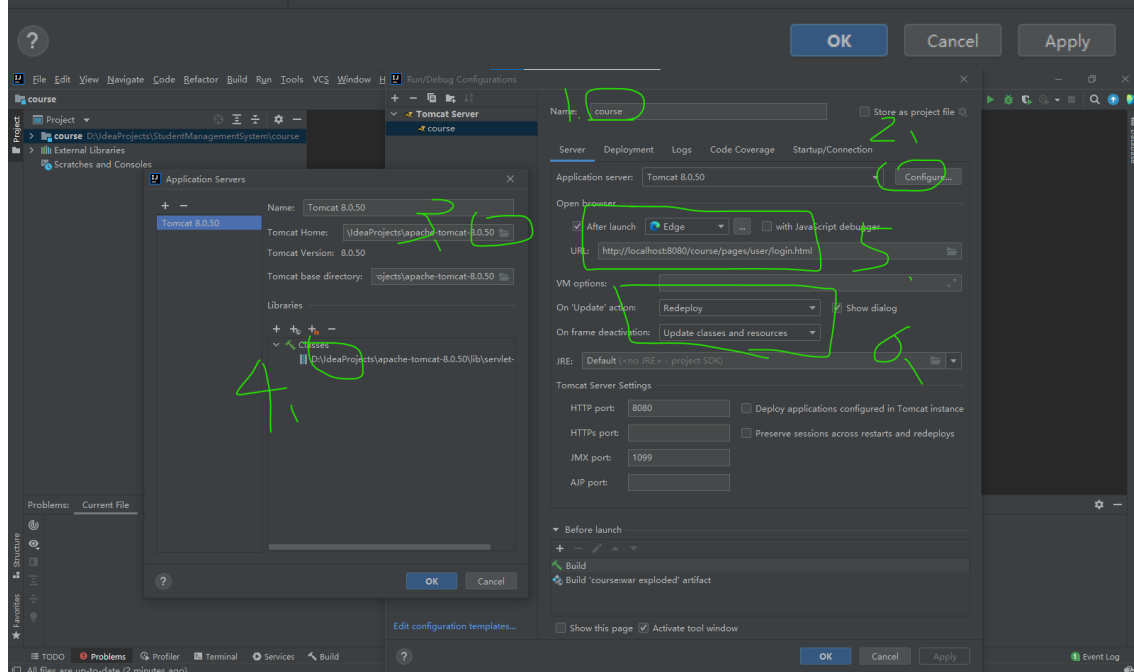 OK Cancel Apply
File Edit View Navigate Code Refactor Build Run Tools VCS Window H
Run/Debug Configurations
course
Project
course D:\IdeaProjects\StudentManagementSystem\course
External Libraries
Scratches and Consoles
Tomcat Server
course
1.
Name: course
Store as project file
2.
Server Deployment Logs Code Coverage Startup/Connection
Application server: Tomcat 8.0.50 Configure...
Open browser
After launch Edge ... with JavaScript debugger
URL: http://localhost:8080/course/pages/user/login.html
5.
VM options:
On 'Update' action: Redeploy Show dialog
On frame deactivation: Update classes and resources
6.
JRE: Default (<no JRE> - project SDK)
Tomcat Server Settings
HTTP port: 8080 Deploy applications configured in Tomcat instance
HTTPs port: Preserve sessions across restarts and redeploys
JMX port: 1099
AJP port:
Before launch
Build
Build 'course:war exploded' artifact
Show this page Activate tool window
Edit configuration templates...
OK Cancel Apply
Application Servers
Tomcat 8.0.50
Name: Tomcat 8.0.50
3.
Tomcat Home: \IdeaProjects\apache-tomcat-8.0.50
Tomcat Version: 8.0.50
Tomcat base directory: ojects\apache-tomcat-8.0.50
Libraries
Classes
D:\IdeaProjects\apache-tomcat-8.0.50\lib\servlet-
4.
OK Cancel
Problems: Current File
Project
Structure
Favorites
TODO Problems Profiler Terminal Services Build
Event Log
All files are up-to-date (2 minutes ago)